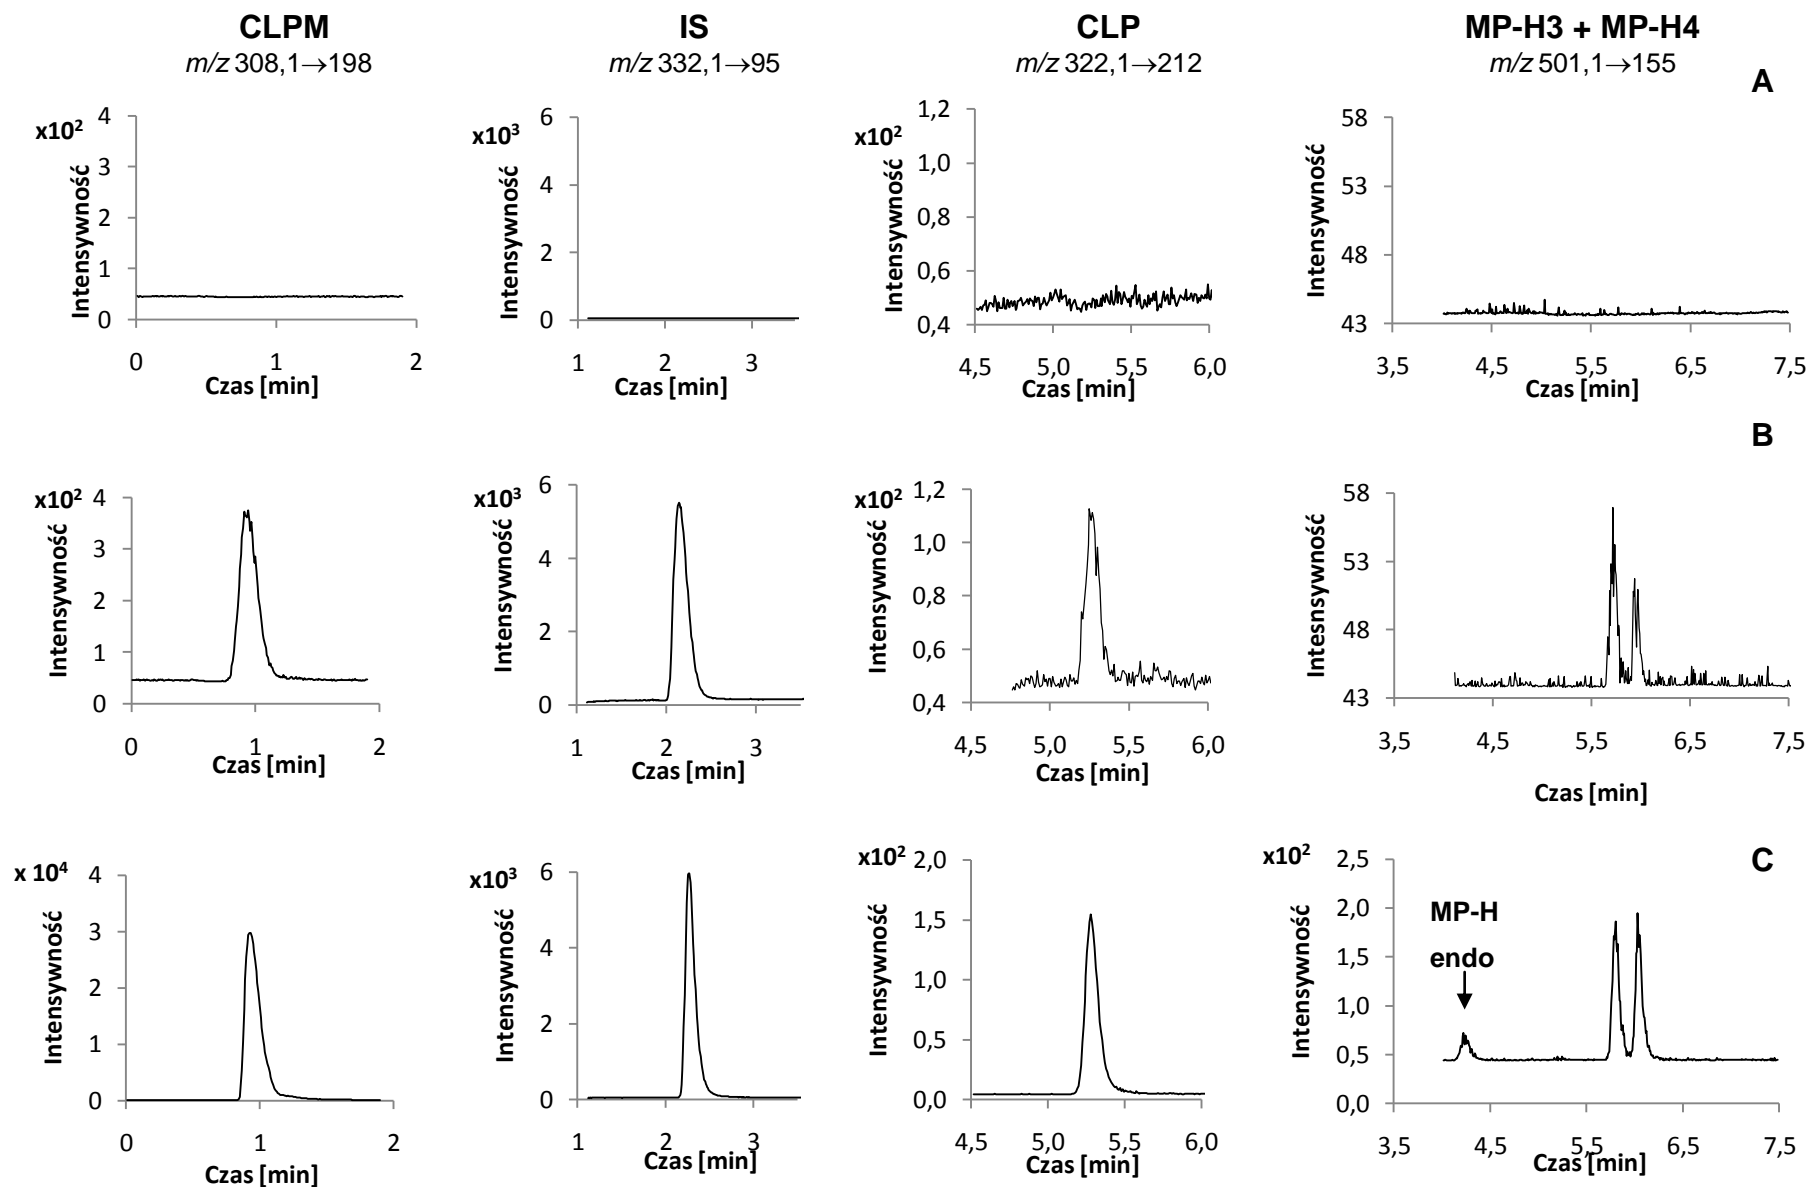 CLPM
m/z 308,1→198
IS
m/z 332,1→95
CLP
m/z 322,1→212
MP-H3 + MP-H4
m/z 501,1→155
A
x10²
Intensywność
4
3
2
1
0
0 1 2
Czas [min]
x10³
Intensywność
6
4
2
0
1 2 3
Czas [min]
x10²
Intensywność
1,2
1,0
0,8
0,6
0,4
4,5 5,0 5,5 6,0
Czas [min]
Intensywność
58
53
48
43
3,5 4,5 5,5 6,5 7,5
Czas [min]
B
x10²
Intensywność
4
3
2
1
0
0 1 2
Czas [min]
x10³
Intensywność
6
4
2
0
1 2 3
Czas [min]
x10²
Intensywność
1,2
1,0
0,8
0,6
0,4
4,5 5,0 5,5 6,0
Czas [min]
Intesnsywność
58
53
48
43
3,5 4,5 5,5 6,5 7,5
Czas [min]
C
x 10⁴
Intensywność
4
3
2
1
0
0 1 2
Czas [min]
x10³
Intensywność
6
4
2
0
1 2 3
Czas [min]
x10²
Intensywność
2,0
1,5
1,0
0,5
0,0
4,5 5,0 5,5 6,0
Czas [min]
x10²
Intensywność
2,5
2,0
1,5
1,0
0,5
0,0
MP-H
endo
3,5 4,5 5,5 6,5 7,5
Czas [min]